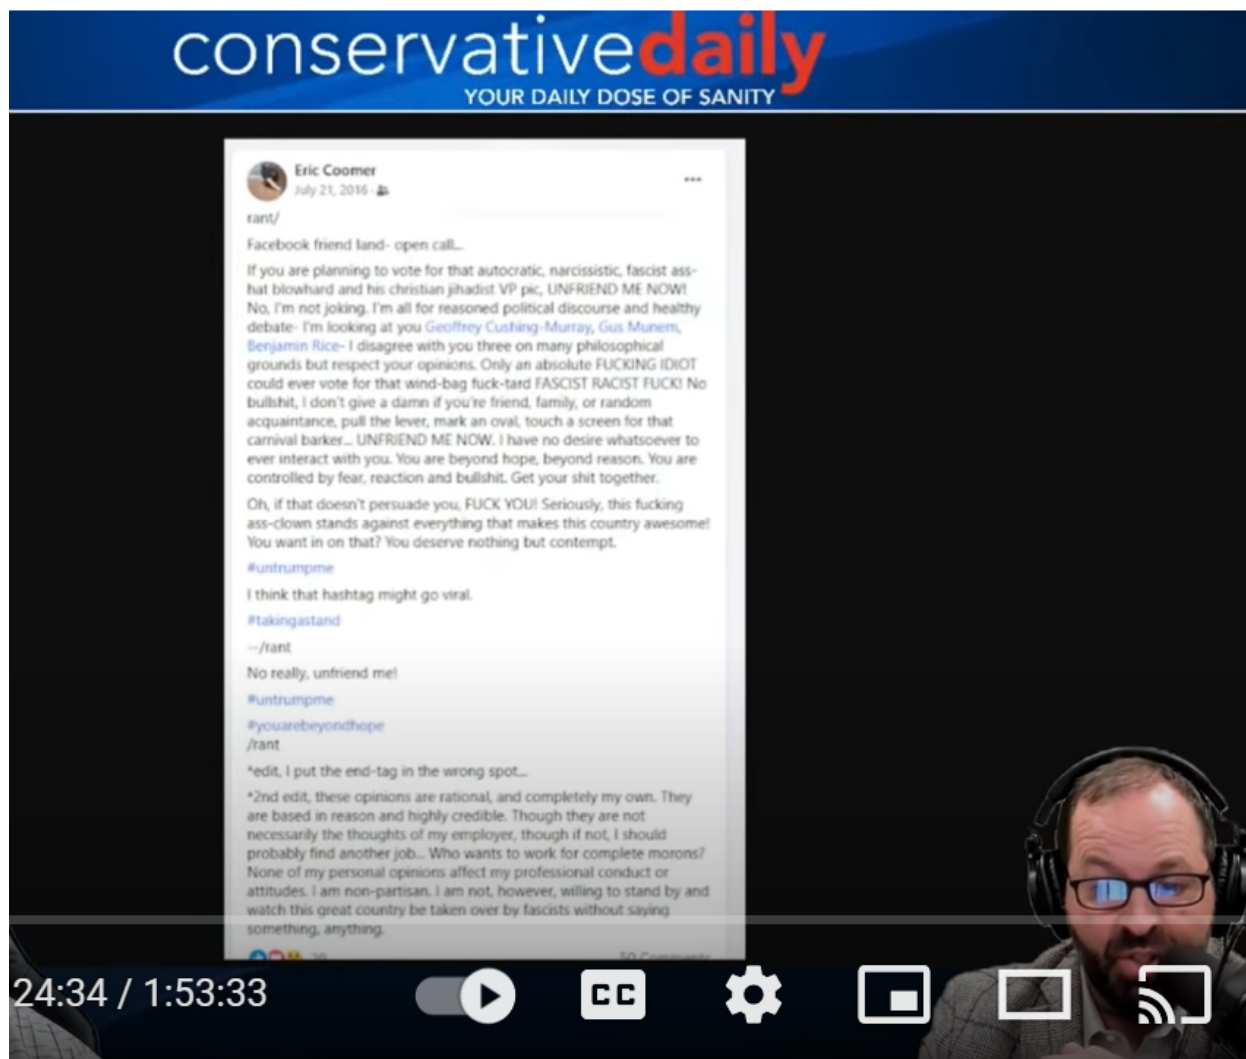 conservativedaily
YOUR DAILY DOSE OF SANITY
Eric Coomer
July 21, 2016
rant/
Facebook friend land- open call...
If you are planning to vote for that autocratic, narcissistic, fascist ass-
hat blowhard and his christian jihadist VP pic, UNFRIEND ME NOW!
No, I'm not joking. I'm all for reasoned political discourse and healthy
debate- I'm looking at you Geoffrey Cushing-Murray, Gus Munem,
Benjamin Rice- I disagree with you three on many philosophical
grounds but respect your opinions. Only an absolute FUCKING IDIOT
could ever vote for that wind-bag fuck-tard FASCIST RACIST FUCK! No
bullshit, I don't give a damn if you're friend, family, or random
acquaintance, pull the lever, mark an oval, touch a screen for that
carnival barker... UNFRIEND ME NOW. I have no desire whatsoever to
ever interact with you. You are beyond hope, beyond reason. You are
controlled by fear, reaction and bullshit. Get your shit together.
Oh, if that doesn't persuade you, FUCK YOU! Seriously, this fucking
ass-clown stands against everything that makes this country awesome!
You want in on that? You deserve nothing but contempt.
#untrumpme
I think that hashtag might go viral.
#takingastand
--/rant
No really, unfriend me!
#untrumpme
#youarebeyondhope
/rant
*edit, I put the end-tag in the wrong spot...
*2nd edit, these opinions are rational, and completely my own. They
are based in reason and highly credible. Though they are not
necessarily the thoughts of my employer, though if not, I should
probably find another job... Who wants to work for complete morons?
None of my personal opinions affect my professional conduct or
attitudes. I am non-partisan. I am not, however, willing to stand by and
watch this great country be taken over by fascists without saying
something, anything.
50 Comments
24:34 / 1:53:33
CC